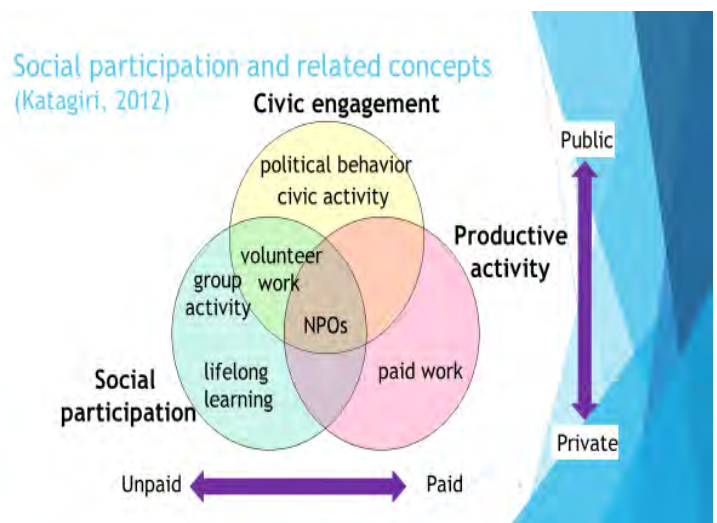 Social participation and related concepts
(Katagiri, 2012)
Civic engagement
political behavior
civic activity
Public
Productive
activity
volunteer
work
group
activity
NPOs
lifelong
learning
paid work
Social
participation
Private
Unpaid
Paid